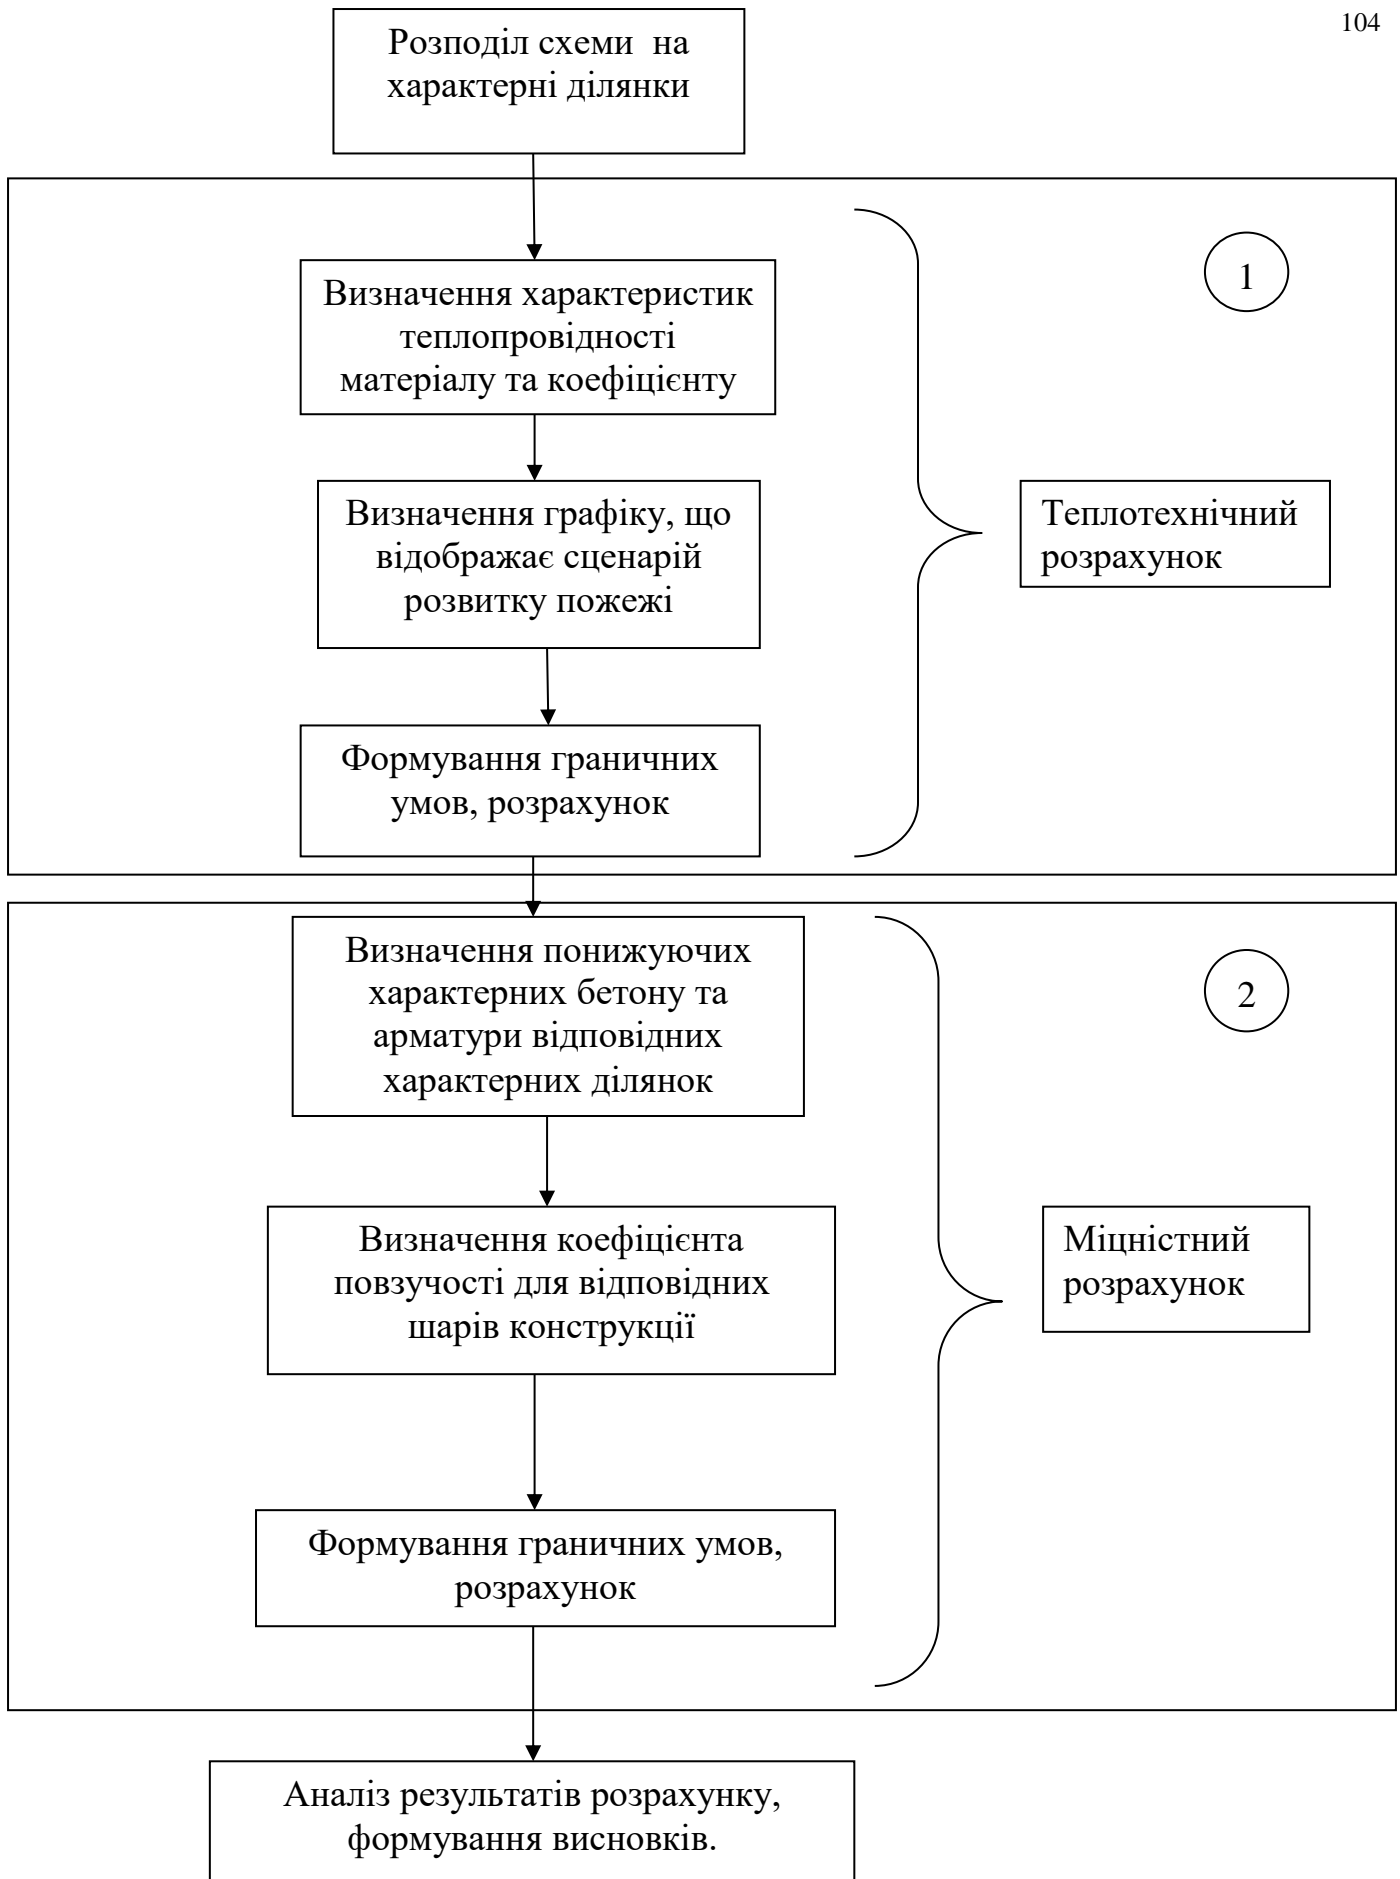 104
Розподіл схеми на
характерні ділянки
1
Визначення характеристик
теплопровідності
матеріалу та коефіцієнту
Визначення графіку, що
відображає сценарій
розвитку пожежі
Теплотехнічний
розрахунок
Формування граничних
умов, розрахунок
Визначення понижуючих
характерних бетону та
арматури відповідних
характерних ділянок
2
Визначення коефіцієнта
повзучості для відповідних
шарів конструкції
Міцністний
розрахунок
Формування граничних умов,
розрахунок
Аналіз результатів розрахунку,
формування висновків.